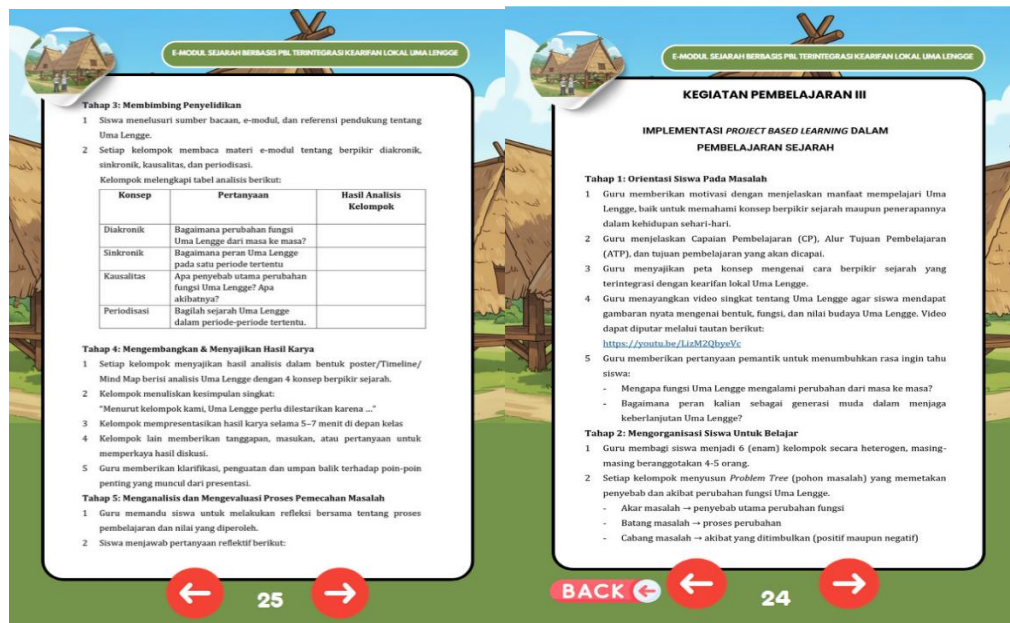 E-MODUL SEJARAH BERBASIS PBL TERINTEGRASI KEARIFAN LOKAL UMA LENGGE
Tahap 3: Membimbing Penyelidikan
1 Siswa menelusuri sumber bacaan, e-modul, dan referensi pendukung tentang
Uma Lengge.
2 Setiap kelompok membaca materi e-modul tentang berpikir diakronik,
sinkronik, kausalitas, dan periodisasi.
Kelompok melengkapi tabel analisis berikut:
Konsep Pertanyaan Hasil Analisis
Kelompok
Diakronik Bagaimana perubahan fungsi
Uma Lengge dari masa ke masa?
Sinkronik Bagaimana peran Uma Lengge
pada satu periode tertentu
Kausalitas Apa penyebab utama perubahan
fungsi Uma Lengge? Apa
akibatnya?
Periodisasi Bagilah sejarah Uma Lengge
dalam periode-periode tertentu.
Tahap 4: Mengembangkan & Menyajikan Hasil Karya
1 Setiap kelompok menyajikan hasil analisis dalam bentuk poster/Timeline/
Mind Map berisi analisis Uma Lengge dengan 4 konsep berpikir sejarah.
2 Kelompok menuliskan kesimpulan singkat:
"Menurut kelompok kami, Uma Lengge perlu dilestarikan karena ..."
3 Kelompok mempresentasikan hasil karya selama 5–7 menit di depan kelas
4 Kelompok lain memberikan tanggapan, masukan, atau pertanyaan untuk
memperkaya hasil diskusi.
5 Guru memberikan klarifikasi, penguatan dan umpan balik terhadap poin-poin
penting yang muncul dari presentasi.
Tahap 5: Menganalisis dan Mengevaluasi Proses Pemecahan Masalah
1 Guru memandu siswa untuk melakukan refleksi bersama tentang proses
pembelajaran dan nilai yang diperoleh.
2 Siswa menjawab pertanyaan reflektif berikut:
25
E-MODUL SEJARAH BERBASIS PBL TERINTEGRASI KEARIFAN LOKAL UMA LENGGE
KEGIATAN PEMBELAJARAN III
IMPLEMENTASI PROJECT BASED LEARNING DALAM
PEMBELAJARAN SEJARAH
Tahap 1: Orientasi Siswa Pada Masalah
1 Guru memberikan motivasi dengan menjelaskan manfaat mempelajari Uma
Lengge, baik untuk memahami konsep berpikir sejarah maupun penerapannya
dalam kehidupan sehari-hari.
2 Guru menjelaskan Capaian Pembelajaran (CP), Alur Tujuan Pembelajaran
(ATP), dan tujuan pembelajaran yang akan dicapai.
3 Guru menyajikan peta konsep mengenai cara berpikir sejarah yang
terintegrasi dengan kearifan lokal Uma Lengge.
4 Guru menayangkan video singkat tentang Uma Lengge agar siswa mendapat
gambaran nyata mengenai bentuk, fungsi, dan nilai budaya Uma Lengge. Video
dapat diputar melalui tautan berikut:
https://youtu.be/LizM2QbyeVc
5 Guru memberikan pertanyaan pemantik untuk menumbuhkan rasa ingin tahu
siswa:
- Mengapa fungsi Uma Lengge mengalami perubahan dari masa ke masa?
- Bagaimana peran kalian sebagai generasi muda dalam menjaga
keberlanjutan Uma Lengge?
Tahap 2: Mengorganisasi Siswa Untuk Belajar
1 Guru membagi siswa menjadi 6 (enam) kelompok secara heterogen, masing-
masing beranggotakan 4-5 orang.
2 Setiap kelompok menyusun Problem Tree (pohon masalah) yang memetakan
penyebab dan akibat perubahan fungsi Uma Lengge.
- Akar masalah → penyebab utama perubahan fungsi
- Batang masalah → proses perubahan
- Cabang masalah → akibat yang ditimbulkan (positif maupun negatif)
BACK
24